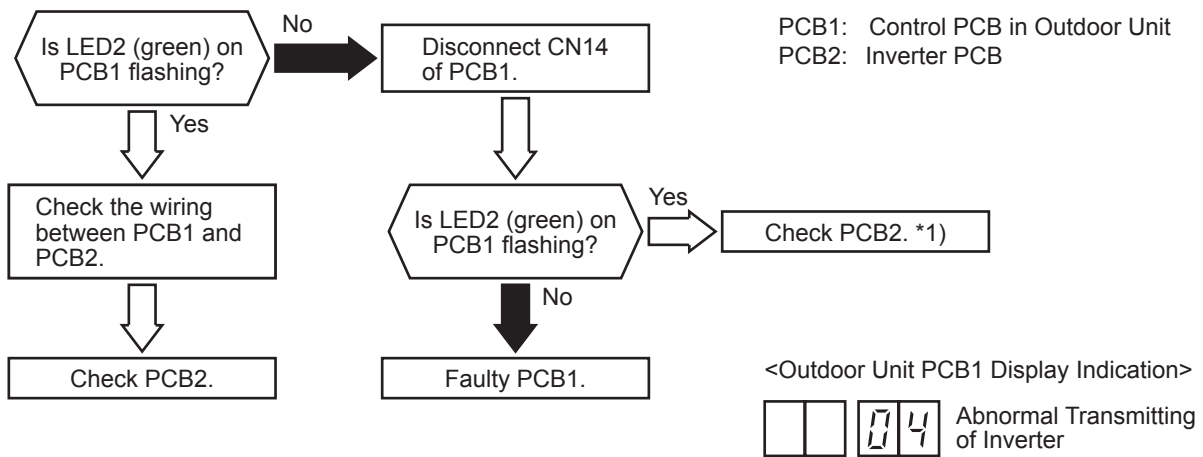 Is LED2 (green) on
PCB1 flashing?
No
Disconnect CN14
of PCB1.
PCB1: Control PCB in Outdoor Unit
PCB2: Inverter PCB
Yes
Check the wiring
between PCB1 and
PCB2.
Is LED2 (green) on
PCB1 flashing?
Yes
Check PCB2. *1)
No
Check PCB2.
Faulty PCB1.
<Outdoor Unit PCB1 Display Indication>
04
Abnormal Transmitting
of Inverter